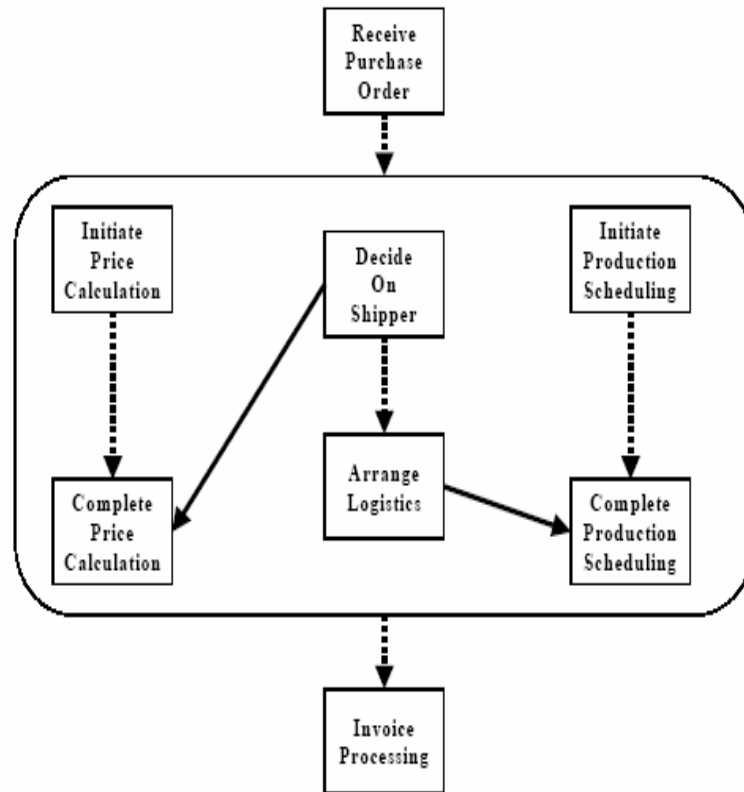 Receive
Purchase
Order
Initiate
Price
Calculation
Decide
On
Shipper
Initiate
Production
Scheduling
Complete
Price
Calculation
Arrange
Logistics
Complete
Production
Scheduling
Invoice
Processing